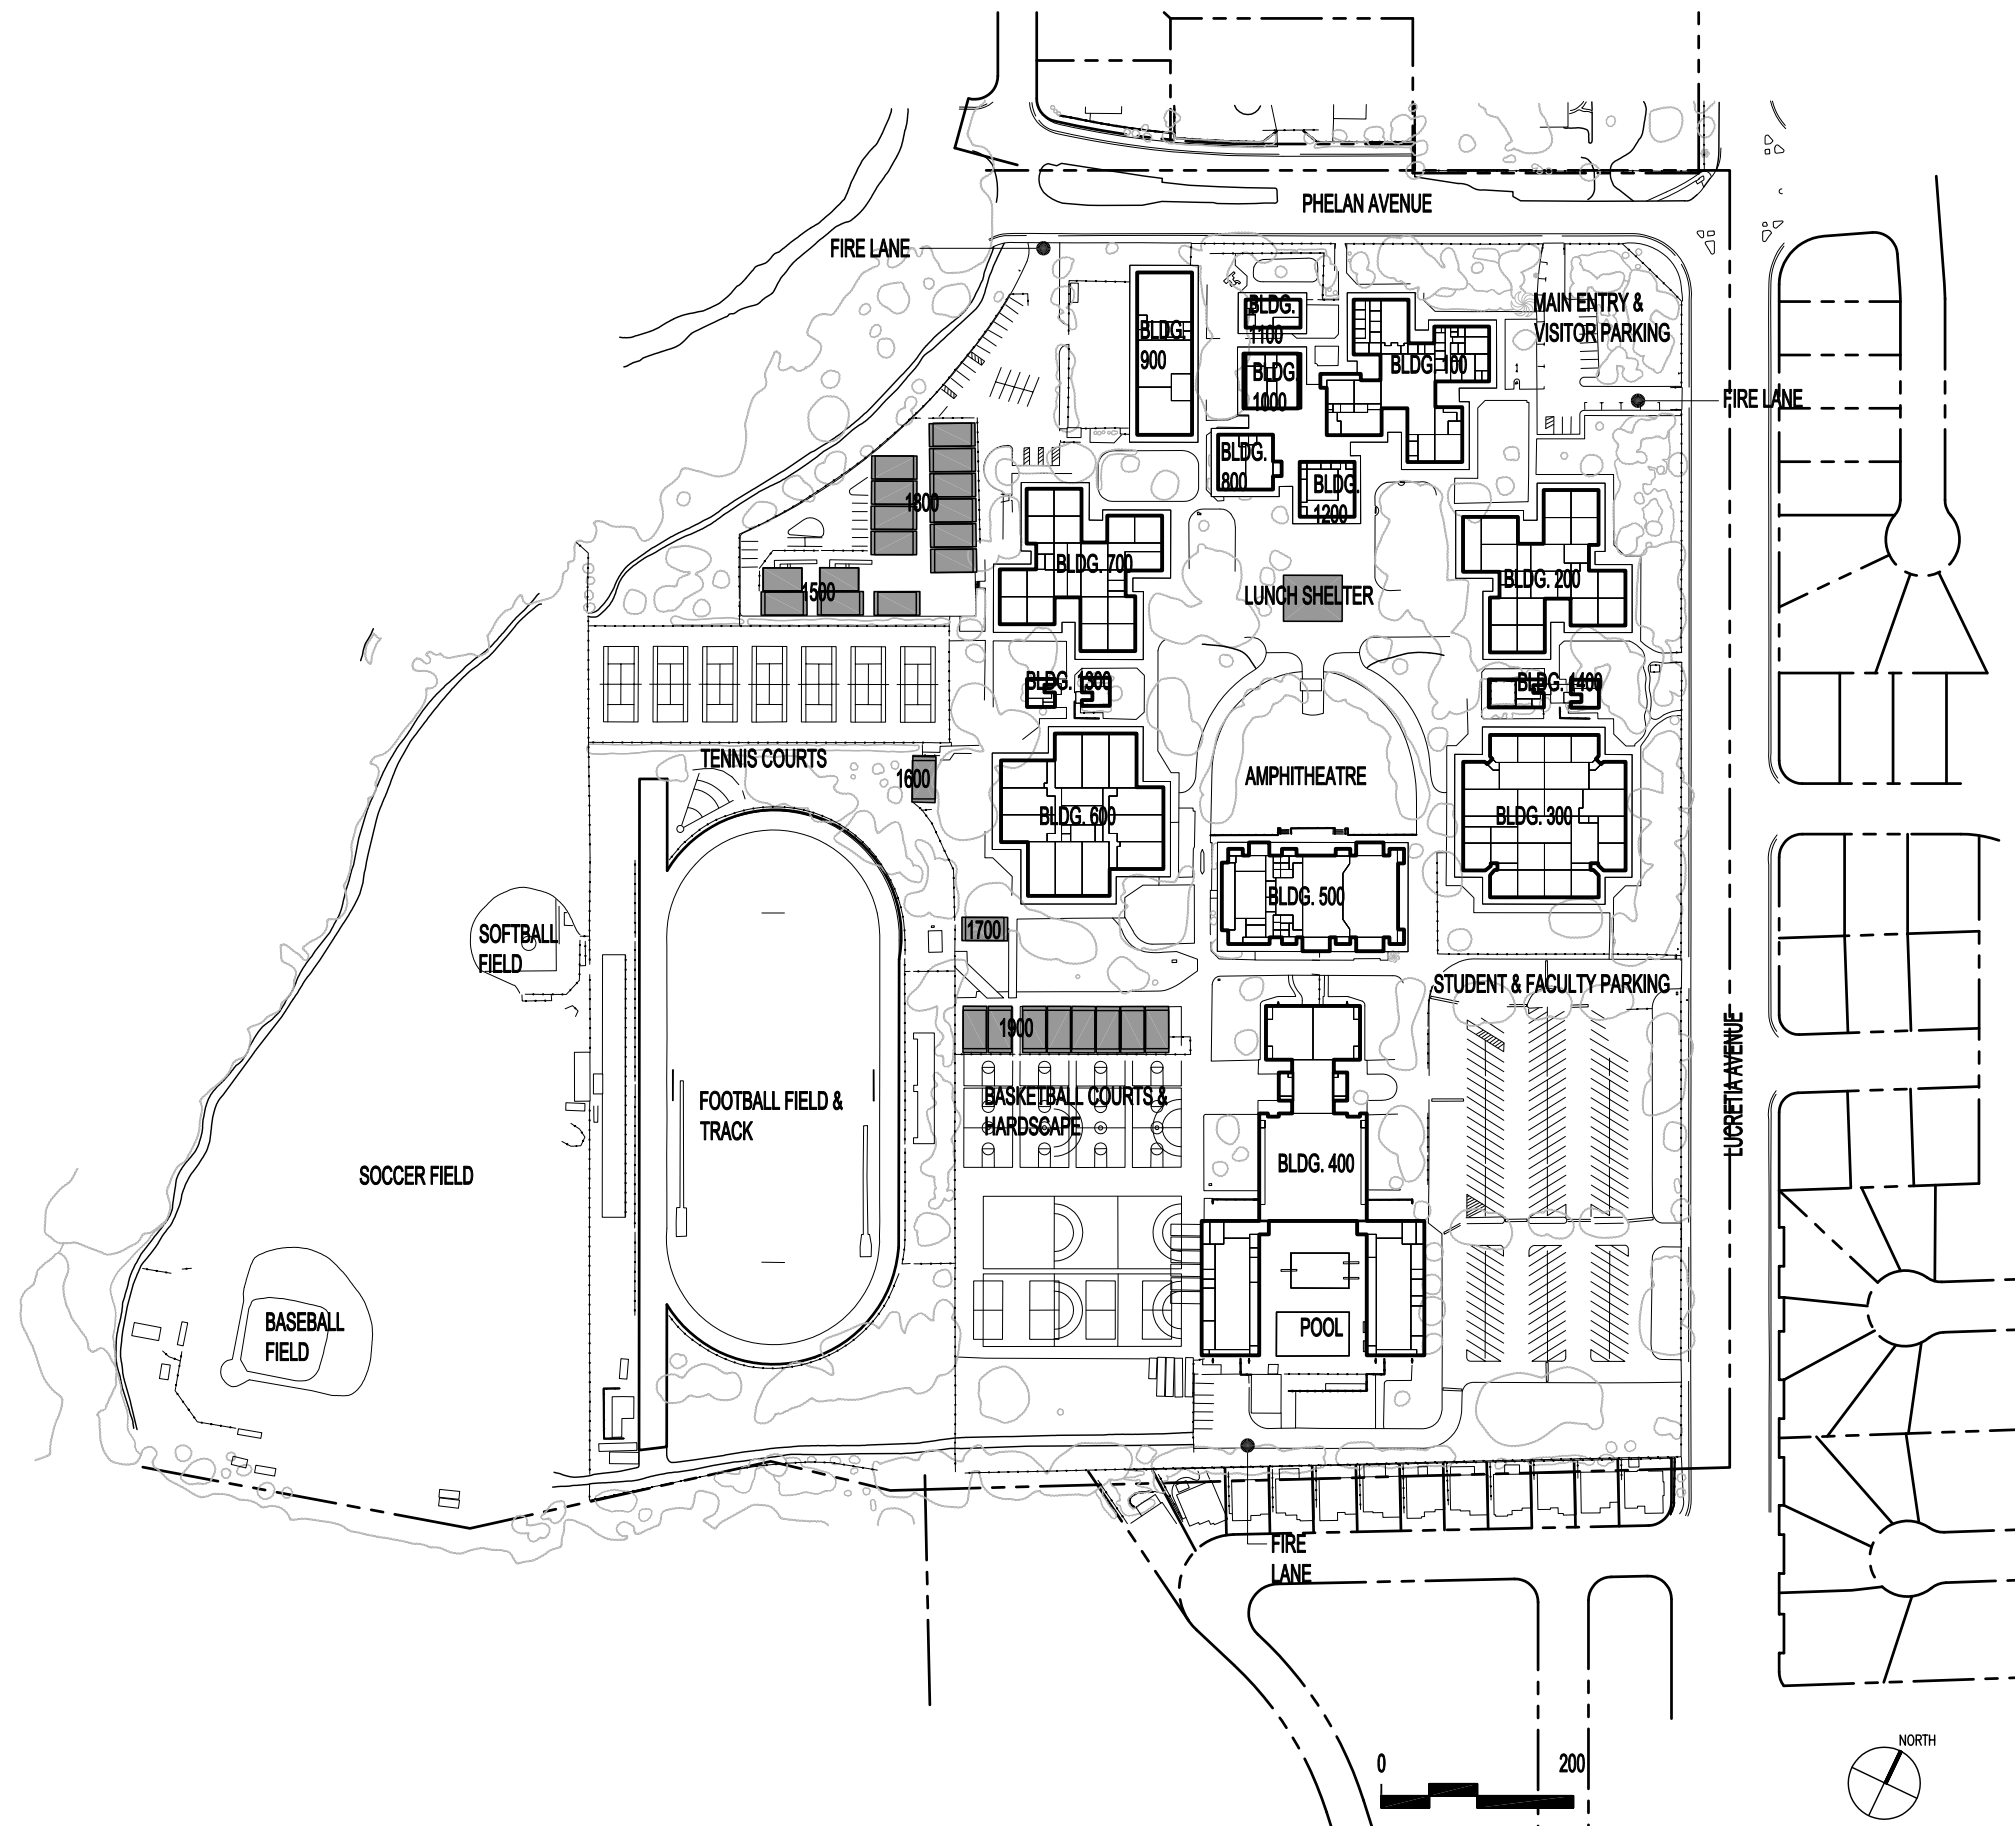 PHELAN AVENUE
FIRE LANE
MAIN ENTRY &
VISITOR PARKING
BLDG.
1100
BLDG.
900
BLDG. 100
BLDG.
1000
FIRE LANE
BLDG.
800
BLDG.
1200
1800
BLDG. 700
BLDG. 200
1500
LUNCH SHELTER
BLDG. 1300
BLDG. 1400
TENNIS COURTS
1600
AMPHITHEATRE
BLDG. 600
BLDG. 300
BLDG. 500
SOFTBALL
FIELD
1700
STUDENT & FACULTY PARKING
1900
LUCRETIA AVENUE
BASKETBALL COURTS &
HARDSCAPE
FOOTBALL FIELD &
TRACK
BLDG. 400
SOCCER FIELD
BASEBALL
FIELD
POOL
FIRE
LANE
NORTH
0 200